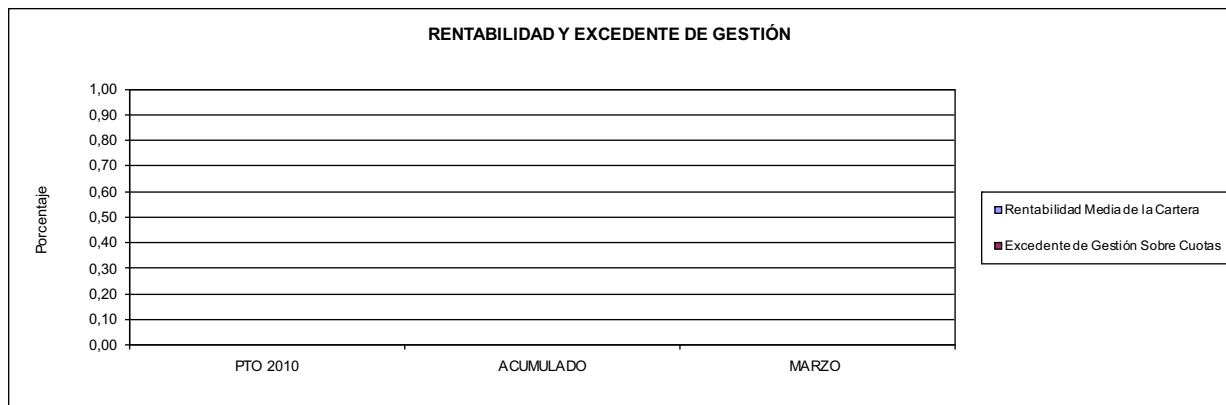 RENTABILIDAD Y EXCEDENTE DE GESTIÓN
1,00
0,90
0,80
0,70
0,60
0,50
0,40
0,30
0,20
0,10
0,00
Porcentaje
PTO 2010 ACUMULADO MARZO
Rentabilidad Media de la Cartera
Excedente de Gestión Sobre Cuotas